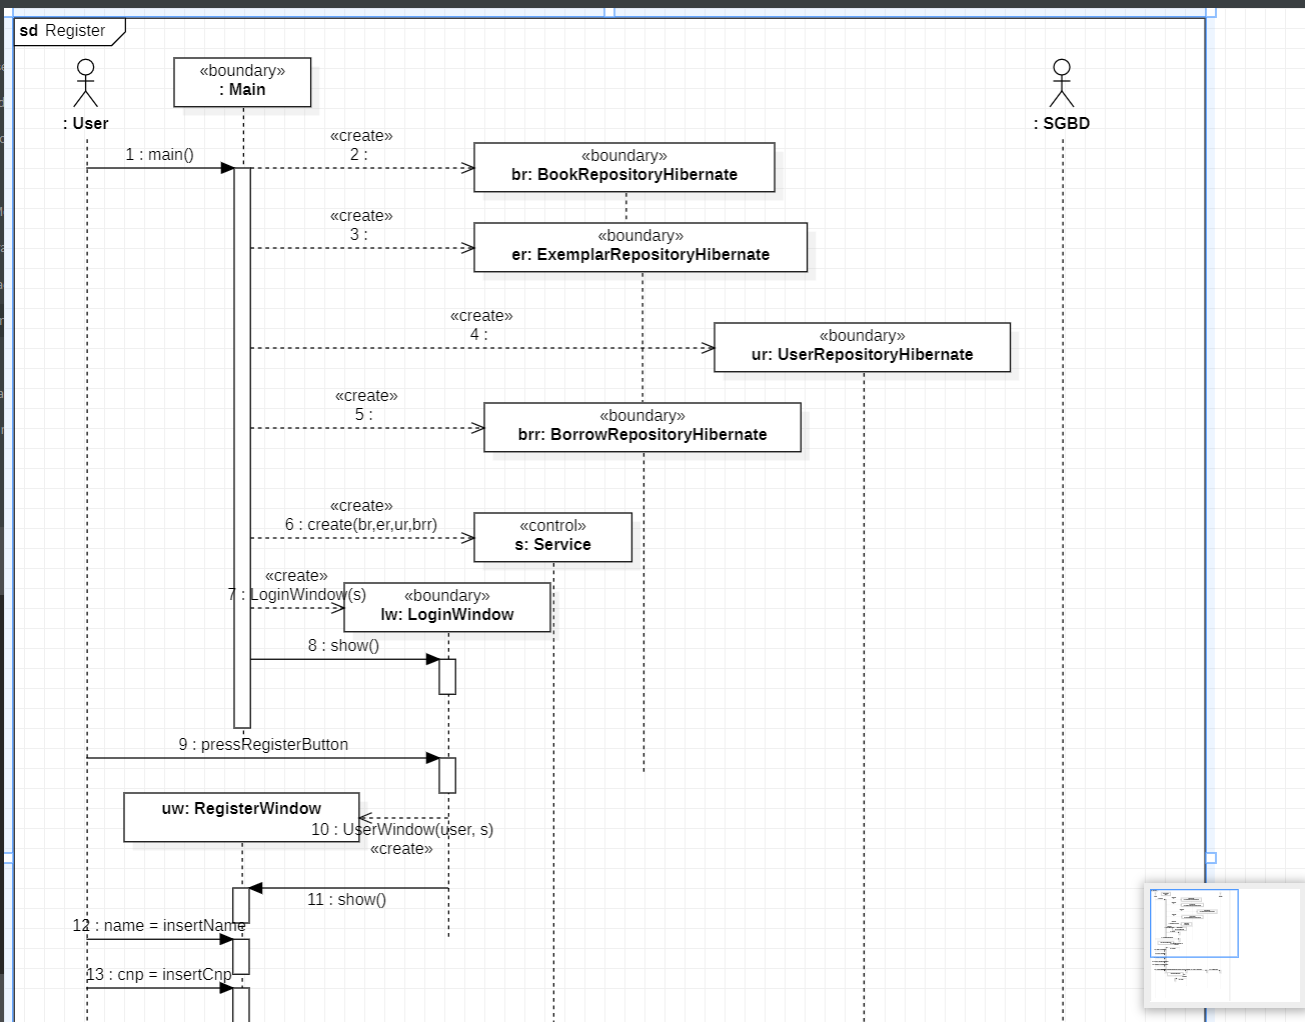 sd Register
«boundary»
: Main
: User
: SGBD
1 : main()
«create»
2 :
«boundary»
br: BookRepositoryHibernate
«create»
3 :
«boundary»
er: ExemplarRepositoryHibernate
«create»
4 :
«boundary»
ur: UserRepositoryHibernate
«create»
5 :
«boundary»
brr: BorrowRepositoryHibernate
«create»
6 : create(br,er,ur,brr)
«control»
s: Service
«create»
7 : LoginWindow(s)
«boundary»
lw: LoginWindow
8 : show()
9 : pressRegisterButton
uw: RegisterWindow
10 : UserWindow(user, s)
«create»
11 : show()
12 : name = insertName
13 : cnp = insertCnp